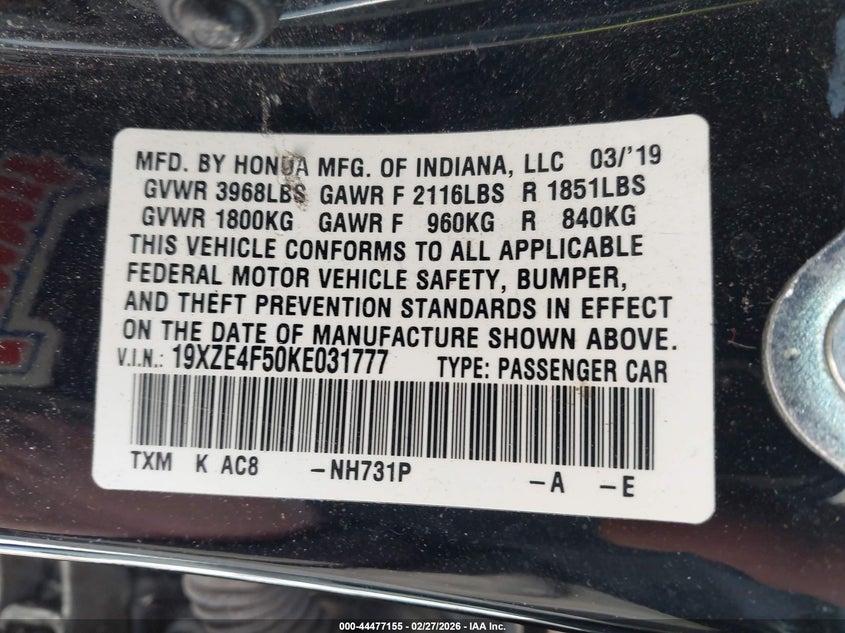 MFD. BY HONDA MFG. OF INDIANA, LLC 03/'19
GVWR 3968LBS GAWR F 2116LBS R 1851LBS
GVWR 1800KG GAWR F 960KG R 840KG
THIS VEHICLE CONFORMS TO ALL APPLICABLE
FEDERAL MOTOR VEHICLE SAFETY, BUMPER,
AND THEFT PREVENTION STANDARDS IN EFFECT
ON THE DATE OF MANUFACTURE SHOWN ABOVE.
V.I.N.: 19XZE4F50KE031777 TYPE: PASSENGER CAR
TXM K AC8 -NH731P -A -E
000-44477155 - 02/27/2026 - IAA Inc.